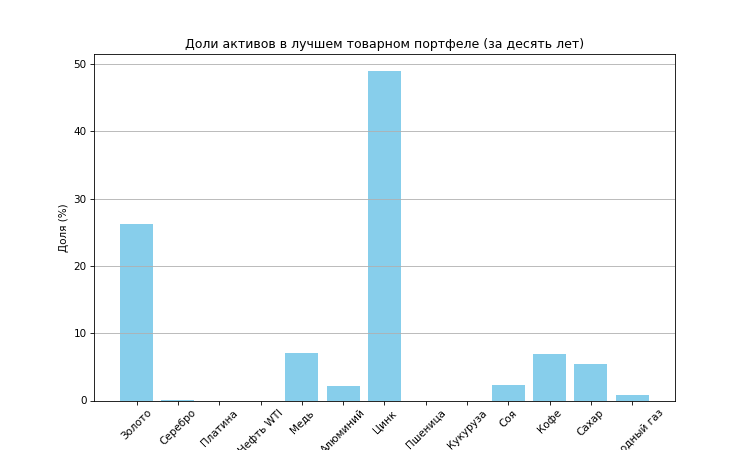 Доли активов в лучшем товарном портфеле (за десять лет)
Доля (%)
50
40
30
20
10
0
Золото
Серебро
Платина
Нефть WTI
Медь
Алюминий
Цинк
Пшеница
Кукуруза
Соя
Кофе
Сахар
газ